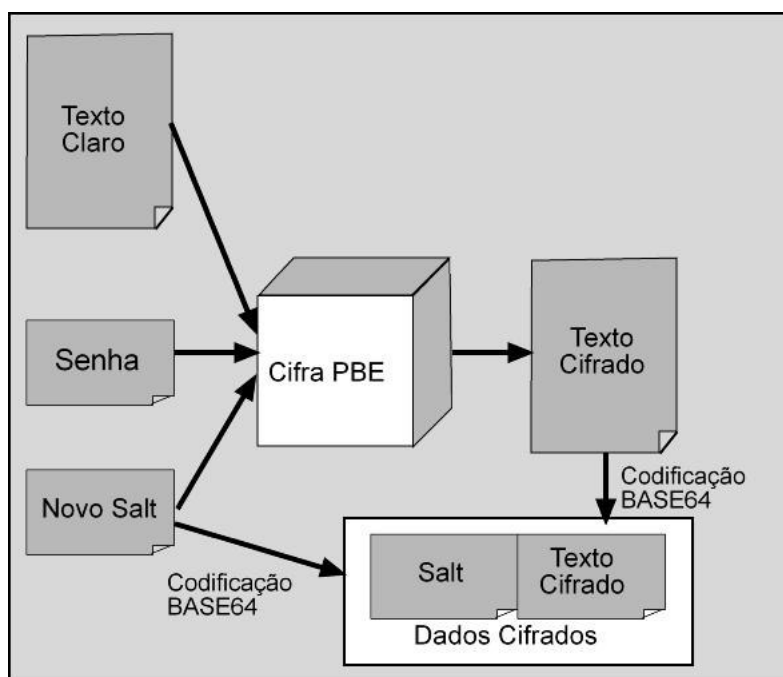 Texto
Claro
Senha
Cifra PBE
Texto
Cifrado
Novo Salt
Codificação
BASE64
Codificação
BASE64
Salt
Texto
Cifrado
Dados Cifrados